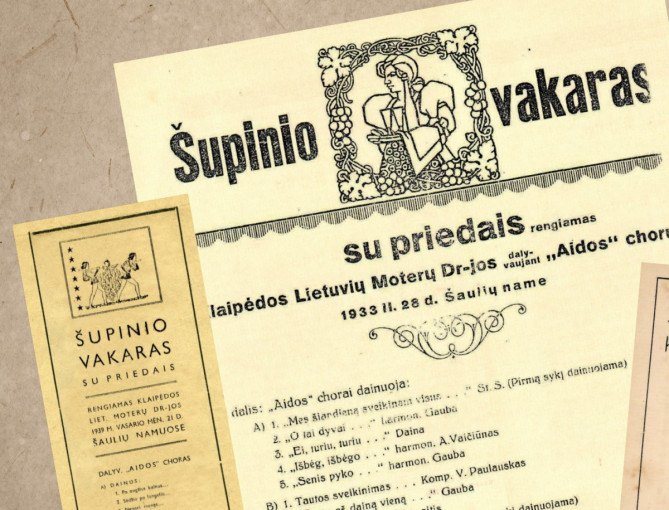 Šupinio vakaras
su priedais rengiamas
laipėdos Lietuvių Moterų Dr-jos daly-vaujant „Aidos" choru
1933 II. 28 d. Šaulių name
dalis: „Aidos" chorai dainuoja:
A) 1. „Mes šiandieną sveikinam visus . . ." St. Š. (Pirmą sykį dainuojama)
2. „O tai dyvai . . ." harmon. Gauba
3. „Ei, turiu, turiu . . ." Daina
4. „Išbėg, išbėgo . . ." harmon. A.Vaičiūnas
5. „Senis pyko . . ." harmon. Gauba
B) 1. Tautos sveikinimas . . . Komp. V. Paulauskas
dainą vieną . . ." Gauba
dainuojama)
ŠUPINIO
VAKARAS
SU PRIEDAIS
RENGIAMAS KLAIPĖDOS
LIET. MOTERŲ DR-JOS
1939 M. VASARIO MĖN. 21 D.
ŠAULIŲ NAMUOSE
DALYV. „AIDOS" CHORAS
A) DAINOS: